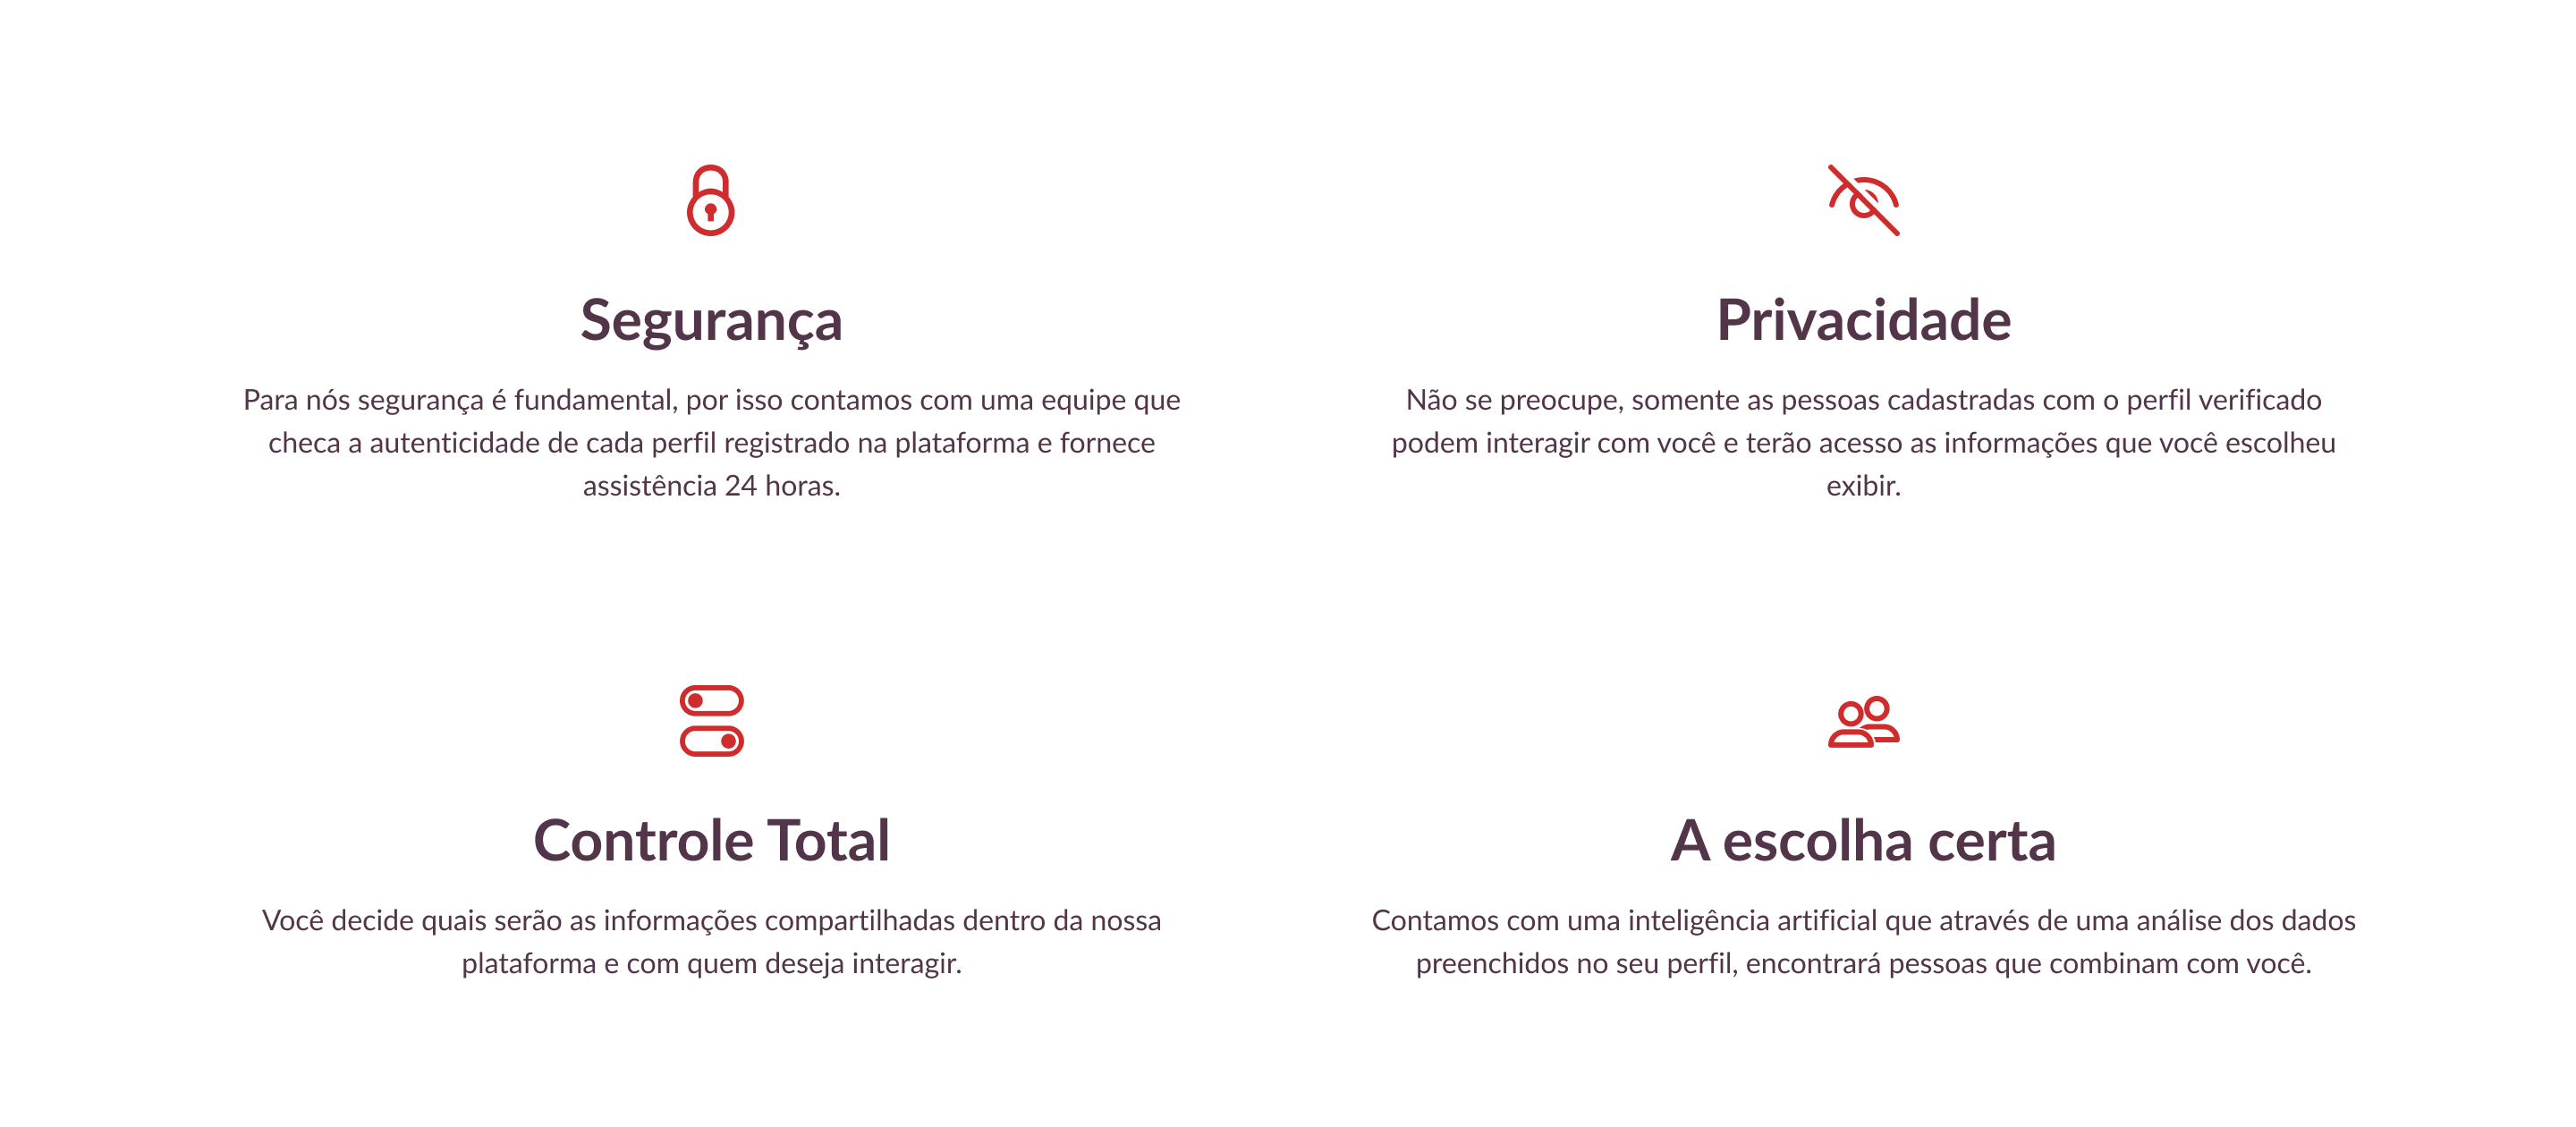 Segurança
Para nós segurança é fundamental, por isso contamos com uma equipe que
checa a autenticidade de cada perfil registrado na plataforma e fornece
assistência 24 horas.
Privacidade
Não se preocupe, somente as pessoas cadastradas com o perfil verificado
podem interagir com você e terão acesso as informações que você escolheu
exibir.
Controle Total
Você decide quais serão as informações compartilhadas dentro da nossa
plataforma e com quem deseja interagir.
A escolha certa
Contamos com uma inteligência artificial que através de uma análise dos dados
preenchidos no seu perfil, encontrará pessoas que combinam com você.